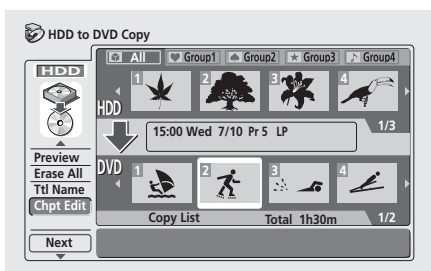 HDD to DVD Copy
All Group1 Group2 Group3 Group4
HDD
1 2 3 4
HDD
15:00 Wed 7/10 Pr 5 LP
1/3
Preview
Erase All
Ttl Name
Chpt Edit
DVD
1 2 3 4
Copy List Total 1h30m 1/2
Next